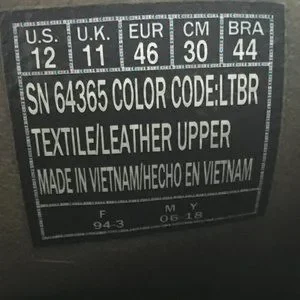 U.S. U.K. EUR CM BRA
12 11 46 30 44
SN 64365 COLOR CODE:LTBR
TEXTILE/LEATHER UPPER
MADE IN VIETNAM/HECHO EN VIETNAM
F M Y
94-3 06-18